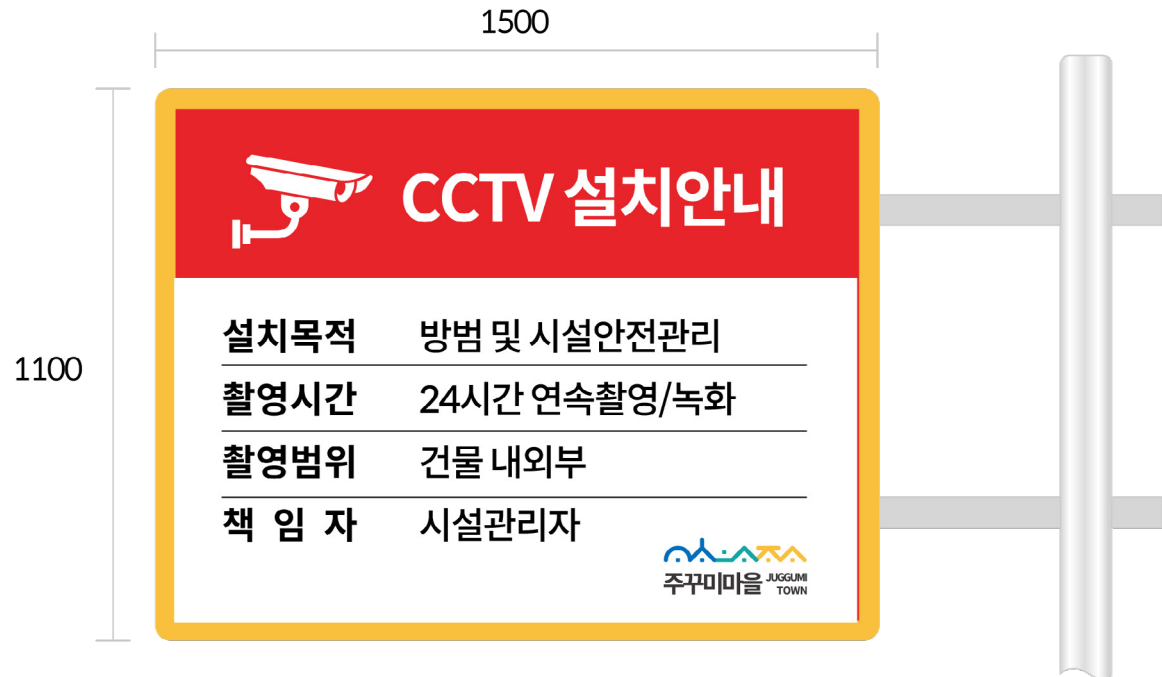 1500
1100
CCTV 설치안내
설치목적 방범 및 시설안전관리
촬영시간 24시간 연속촬영/녹화
촬영범위 건물 내외부
책 임 자 시설관리자
주꾸미마을 JUGGUMI
TOWN